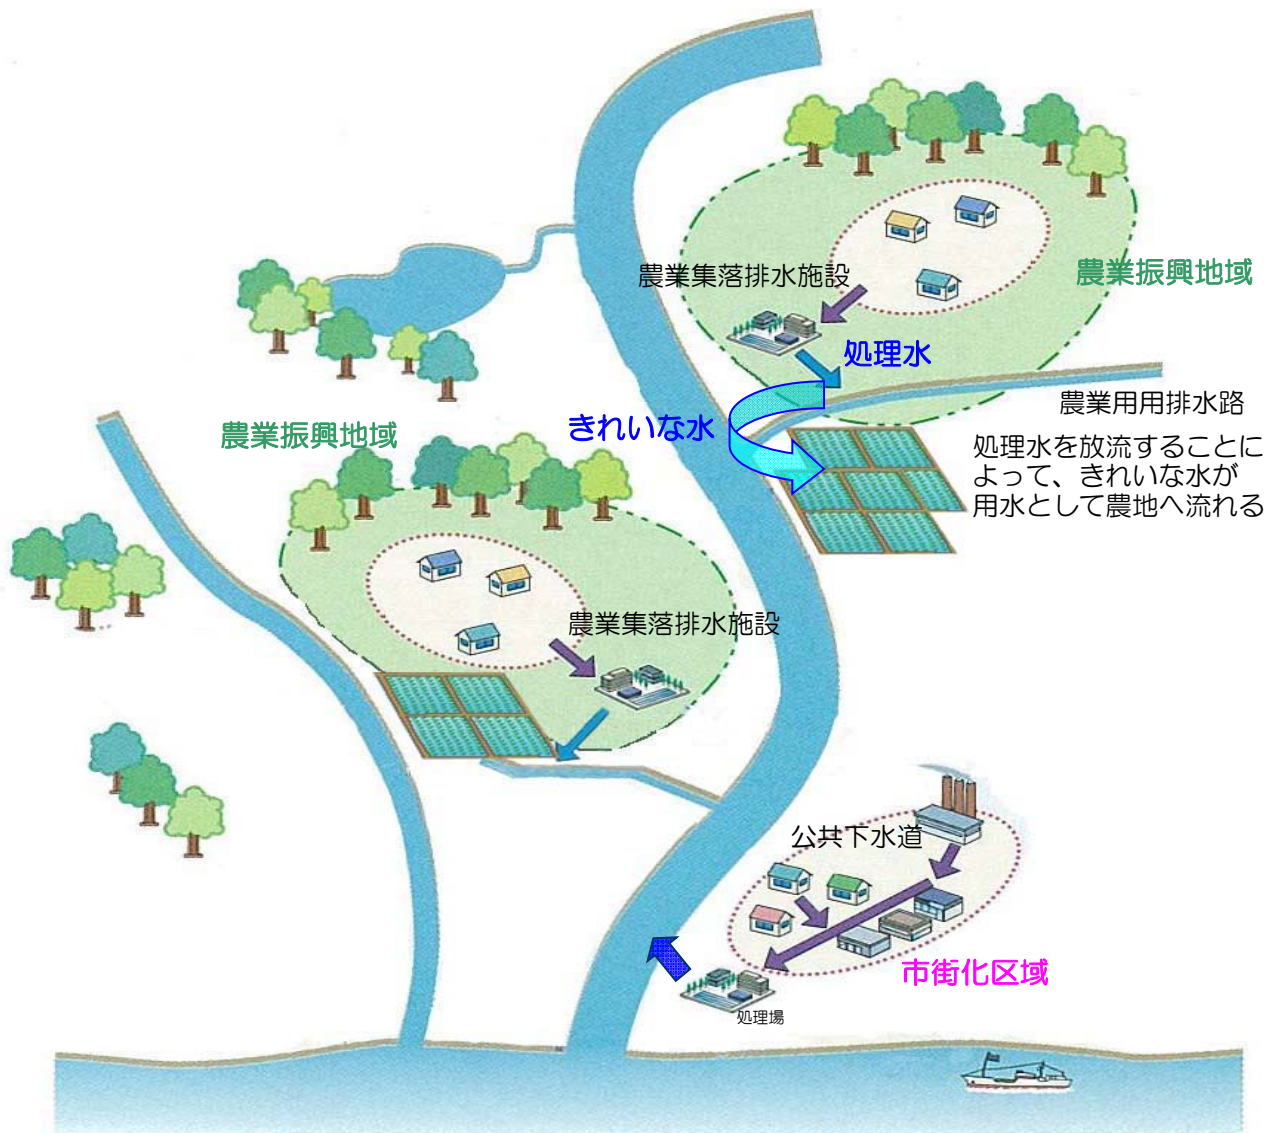 農業集落排水施設
農業振興地域
処理水
農業用用排水路
きれいな水
農業振興地域
処理水を放流することに
よって、きれいな水が
用水として農地へ流れる
農業集落排水施設
公共下水道
市街化区域
処理場